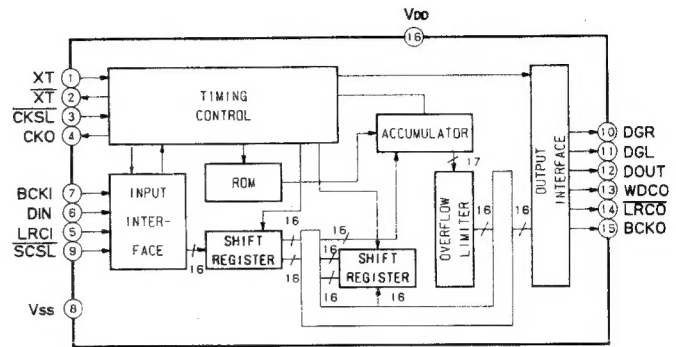 VDD
16
XT 1
XT 2
CKSL 3
CKO 4
TIMING
CONTROL
ACCUMULATOR
17
ROM
BCKI 7
DIN 6
LRCI 5
SCSL 9
INPUT
INTER-
FACE
16
SHIFT
REGISTER
16
16
16
16
SHIFT
REGISTER
16
16
OVERFLOW
LIMITER
16
16
OUTPUT
INTERFACE
10 DGR
11 DGL
12 DOUT
13 WDCO
14 LRCO
15 BCKO
Vss 8